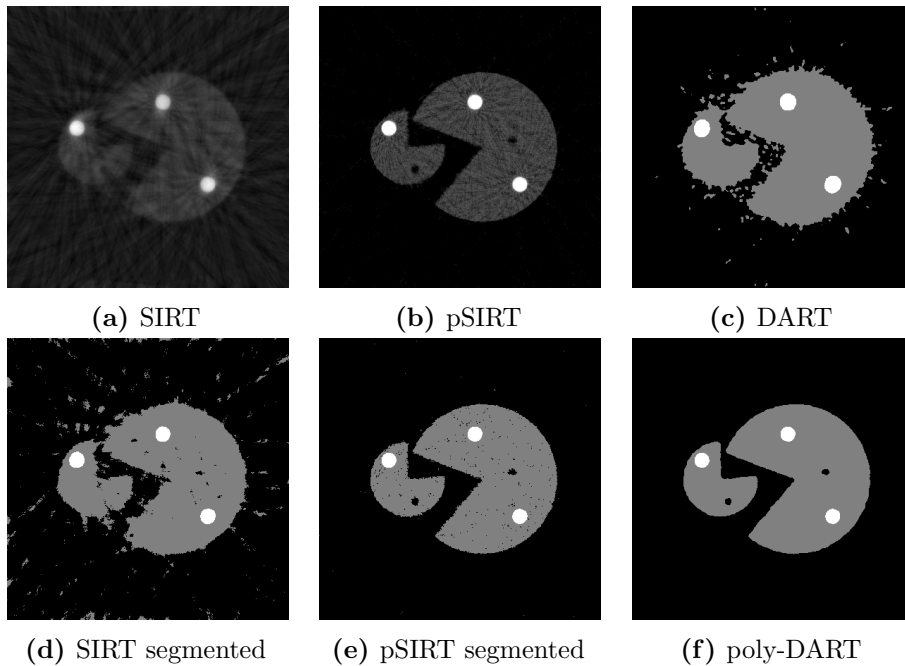 (a) SIRT
(b) pSIRT
(c) DART
(d) SIRT segmented
(e) pSIRT segmented
(f) poly-DART